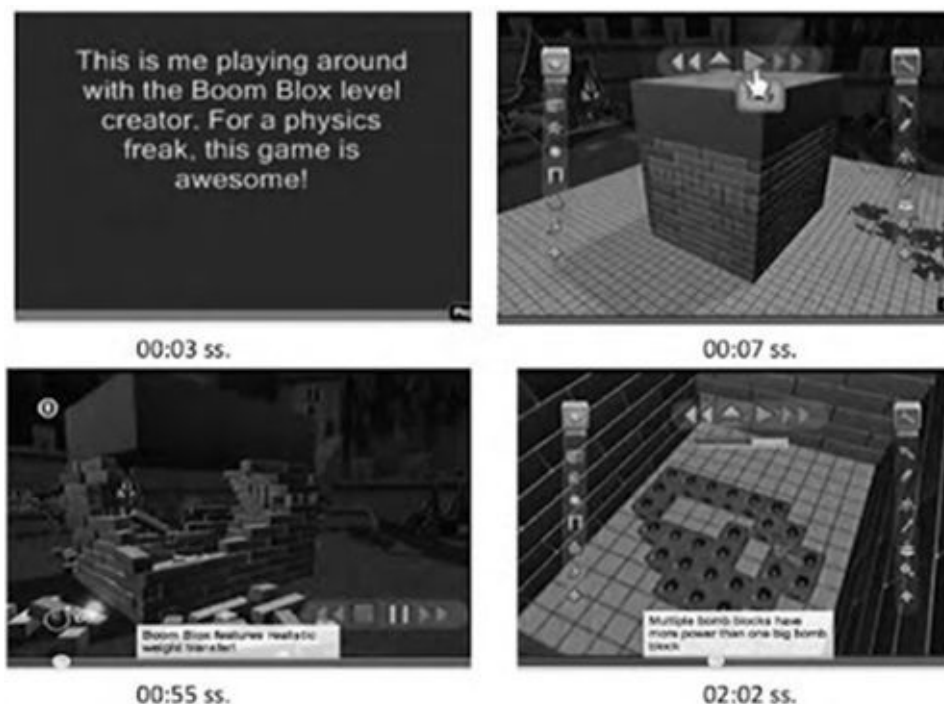 This is me playing around
with the Boom Blox level
creator. For a physics
freak, this game is
awesome!
00:03 ss.
00:07 ss.
Boom Blox features realistic
weight transfer!
00:55 ss.
Multiple bomb blocks have
more power than one big bomb
block
02:02 ss.